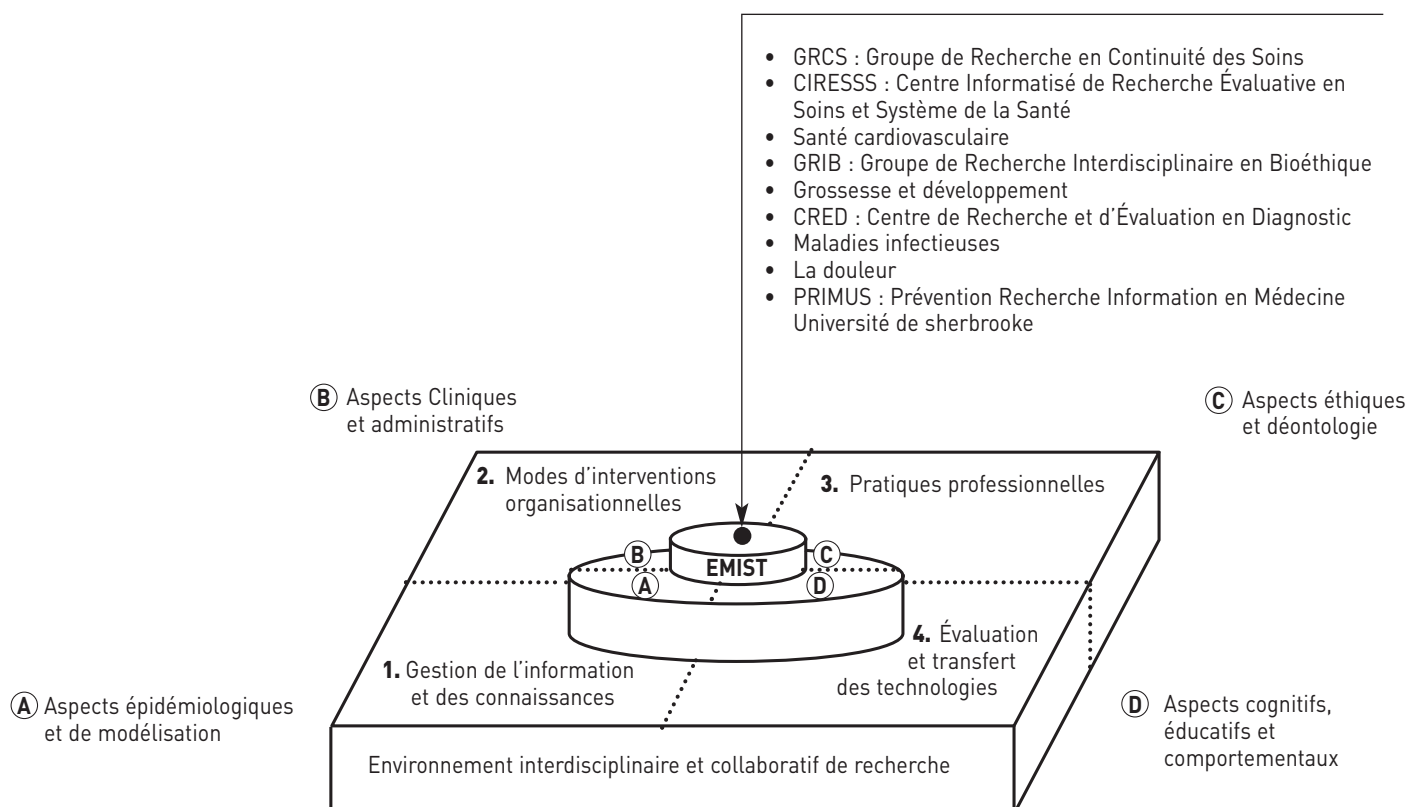 • GRCS : Groupe de Recherche en Continuité des Soins
• CIRESSS : Centre Informatisé de Recherche Évaluative en
Soins et Système de la Santé
• Santé cardiovasculaire
• GRIB : Groupe de Recherche Interdisciplinaire en Bioéthique
• Grossesse et développement
• CRED : Centre de Recherche et d'Évaluation en Diagnostic
• Maladies infectieuses
• La douleur
• PRIMUS : Prévention Recherche Information en Médecine
Université de sherbrooke
B Aspects Cliniques
et administratifs
C Aspects éthiques
et déontologie
2. Modes d'interventions
organisationnelles
3. Pratiques professionnelles
B
C
EMIST
A
D
1. Gestion de l'information
et des connaissances
4. Évaluation
et transfert
des technologies
A Aspects épidémiologiques
et de modélisation
D Aspects cognitifs,
éducatifs et
comportementaux
Environnement interdisciplinaire et collaboratif de recherche